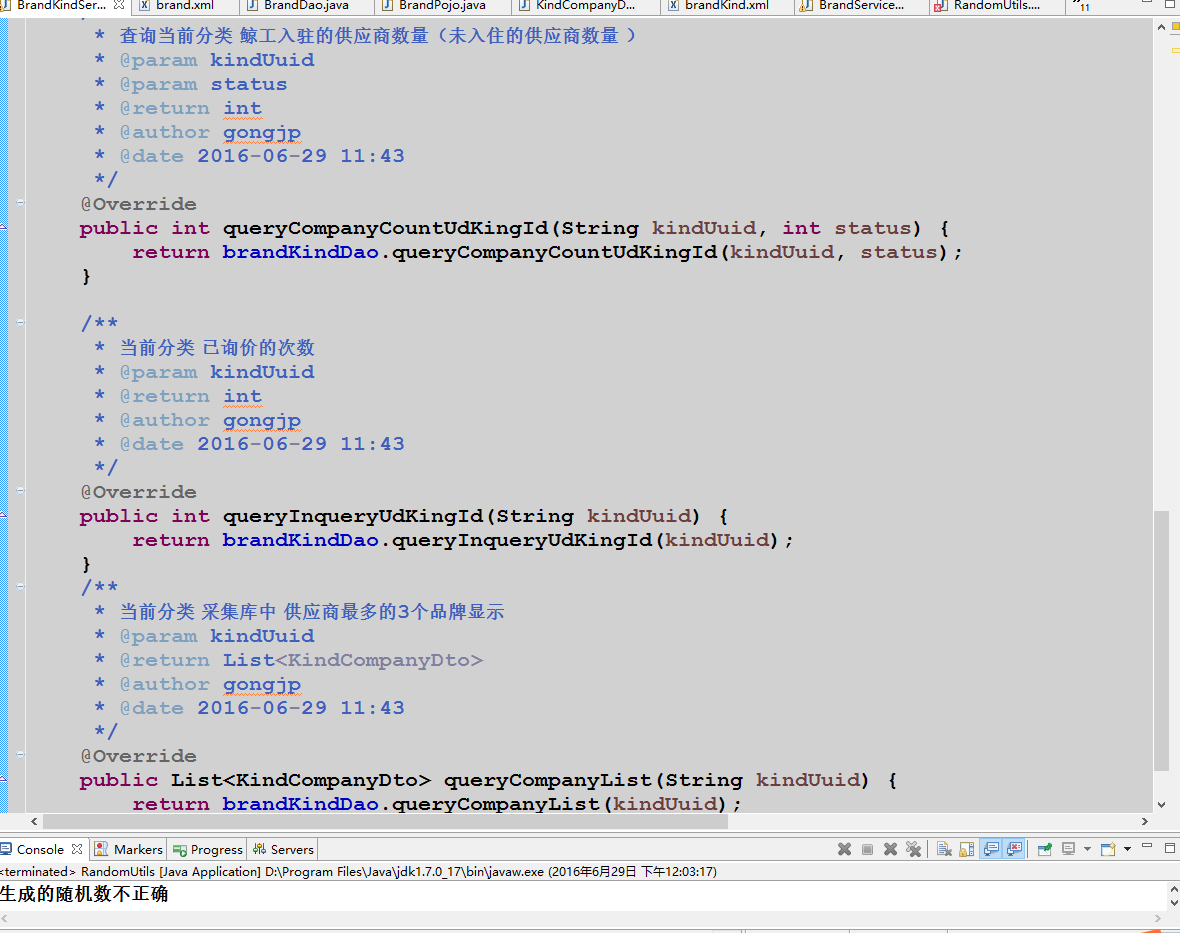 BrandKindSer... brand.xml BrandDao.java BrandPojo.java KindCompanyD... brandKind.xml BrandService... RandomUtils.... »11
* 查询当前分类 鲸工入驻的供应商数量（未入住的供应商数量 ）
* @param kindUuid
* @param status
* @return int
* @author gongjp
* @date 2016-06-29 11:43
*/
@Override
public int queryCompanyCountUdKingId(String kindUuid, int status) {
return brandKindDao.queryCompanyCountUdKingId(kindUuid, status);
}
/**
* 当前分类 已询价的次数
* @param kindUuid
* @return int
* @author gongjp
* @date 2016-06-29 11:43
*/
@Override
public int queryInqueryUdKingId(String kindUuid) {
return brandKindDao.queryInqueryUdKingId(kindUuid);
}
/**
* 当前分类 采集库中 供应商最多的3个品牌显示
* @param kindUuid
* @return List<KindCompanyDto>
* @author gongjp
* @date 2016-06-29 11:43
*/
@Override
public List<KindCompanyDto> queryCompanyList(String kindUuid) {
return brandKindDao.queryCompanyList(kindUuid);
Console Markers Progress Servers
<terminated> RandomUtils [Java Application] D:\Program Files\Java\jdk1.7.0_17\bin\javaw.exe (2016年6月29日 下午12:03:17)
生成的随机数不正确